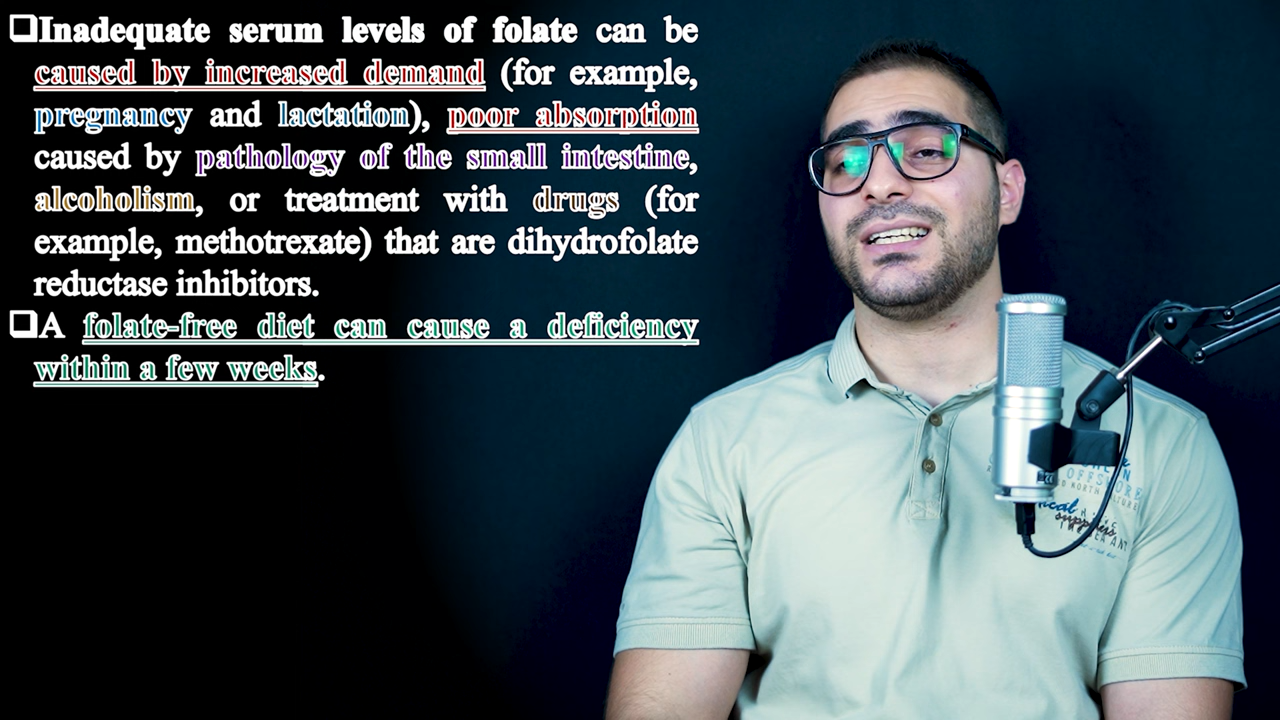 ❑Inadequate serum levels of folate can be
caused by increased demand (for example,
pregnancy and lactation), poor absorption
caused by pathology of the small intestine,
alcoholism, or treatment with drugs (for
example, methotrexate) that are dihydrofolate
reductase inhibitors.
❑A folate-free diet can cause a deficiency
within a few weeks.
OFFSHORE